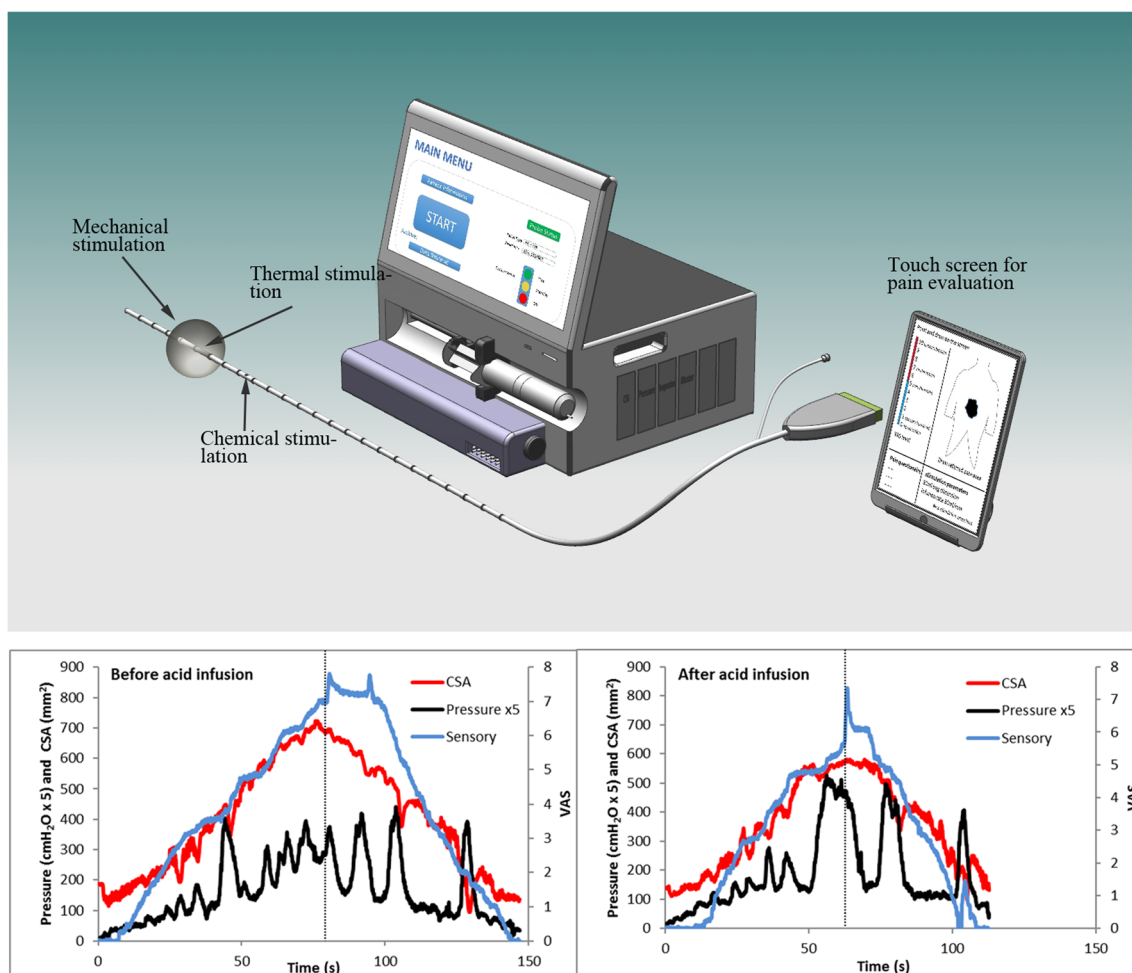 MAIN MENU
START
Mechanical
stimulation
Thermal stimula-
tion
Chemical stimu-
lation
Touch screen for
pain evaluation
Before acid infusion
CSA
Pressure x5
Sensory
Pressure (cmH₂O x 5) and CSA (mm²)
900
800
700
600
500
400
300
200
100
0
8
7
6
5
4
3
2
1
0
VAS
0
50
100
150
Time (s)
After acid infusion
CSA
Pressure x5
Sensory
Pressure (cmH₂O x 5) and CSA (mm²)
900
800
700
600
500
400
300
200
100
0
8
7
6
5
4
3
2
1
0
VAS
0
50
100
150
Time (s)